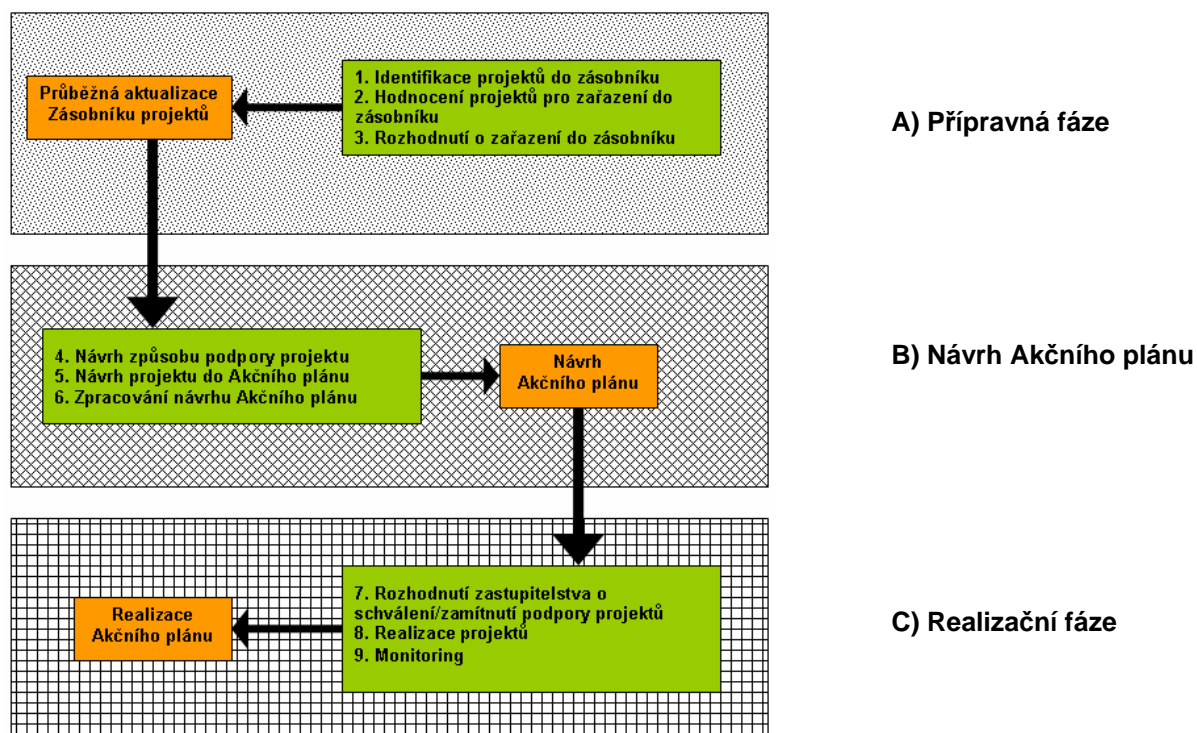 Průběžná aktualizace
Zásobníku projektů
1. Identifikace projektů do zásobníku
2. Hodnocení projektů pro zařazení do
zásobníku
3. Rozhodnutí o zařazení do zásobníku
A) Přípravná fáze
4. Návrh způsobu podpory projektu
5. Návrh projektu do Akčního plánu
6. Zpracování návrhu Akčního plánu
Návrh
Akčního plánu
B) Návrh Akčního plánu
Realizace
Akčního plánu
7. Rozhodnutí zastupitelstva o
schválení/zamítnutí podpory projektů
8. Realizace projektů
9. Monitoring
C) Realizační fáze